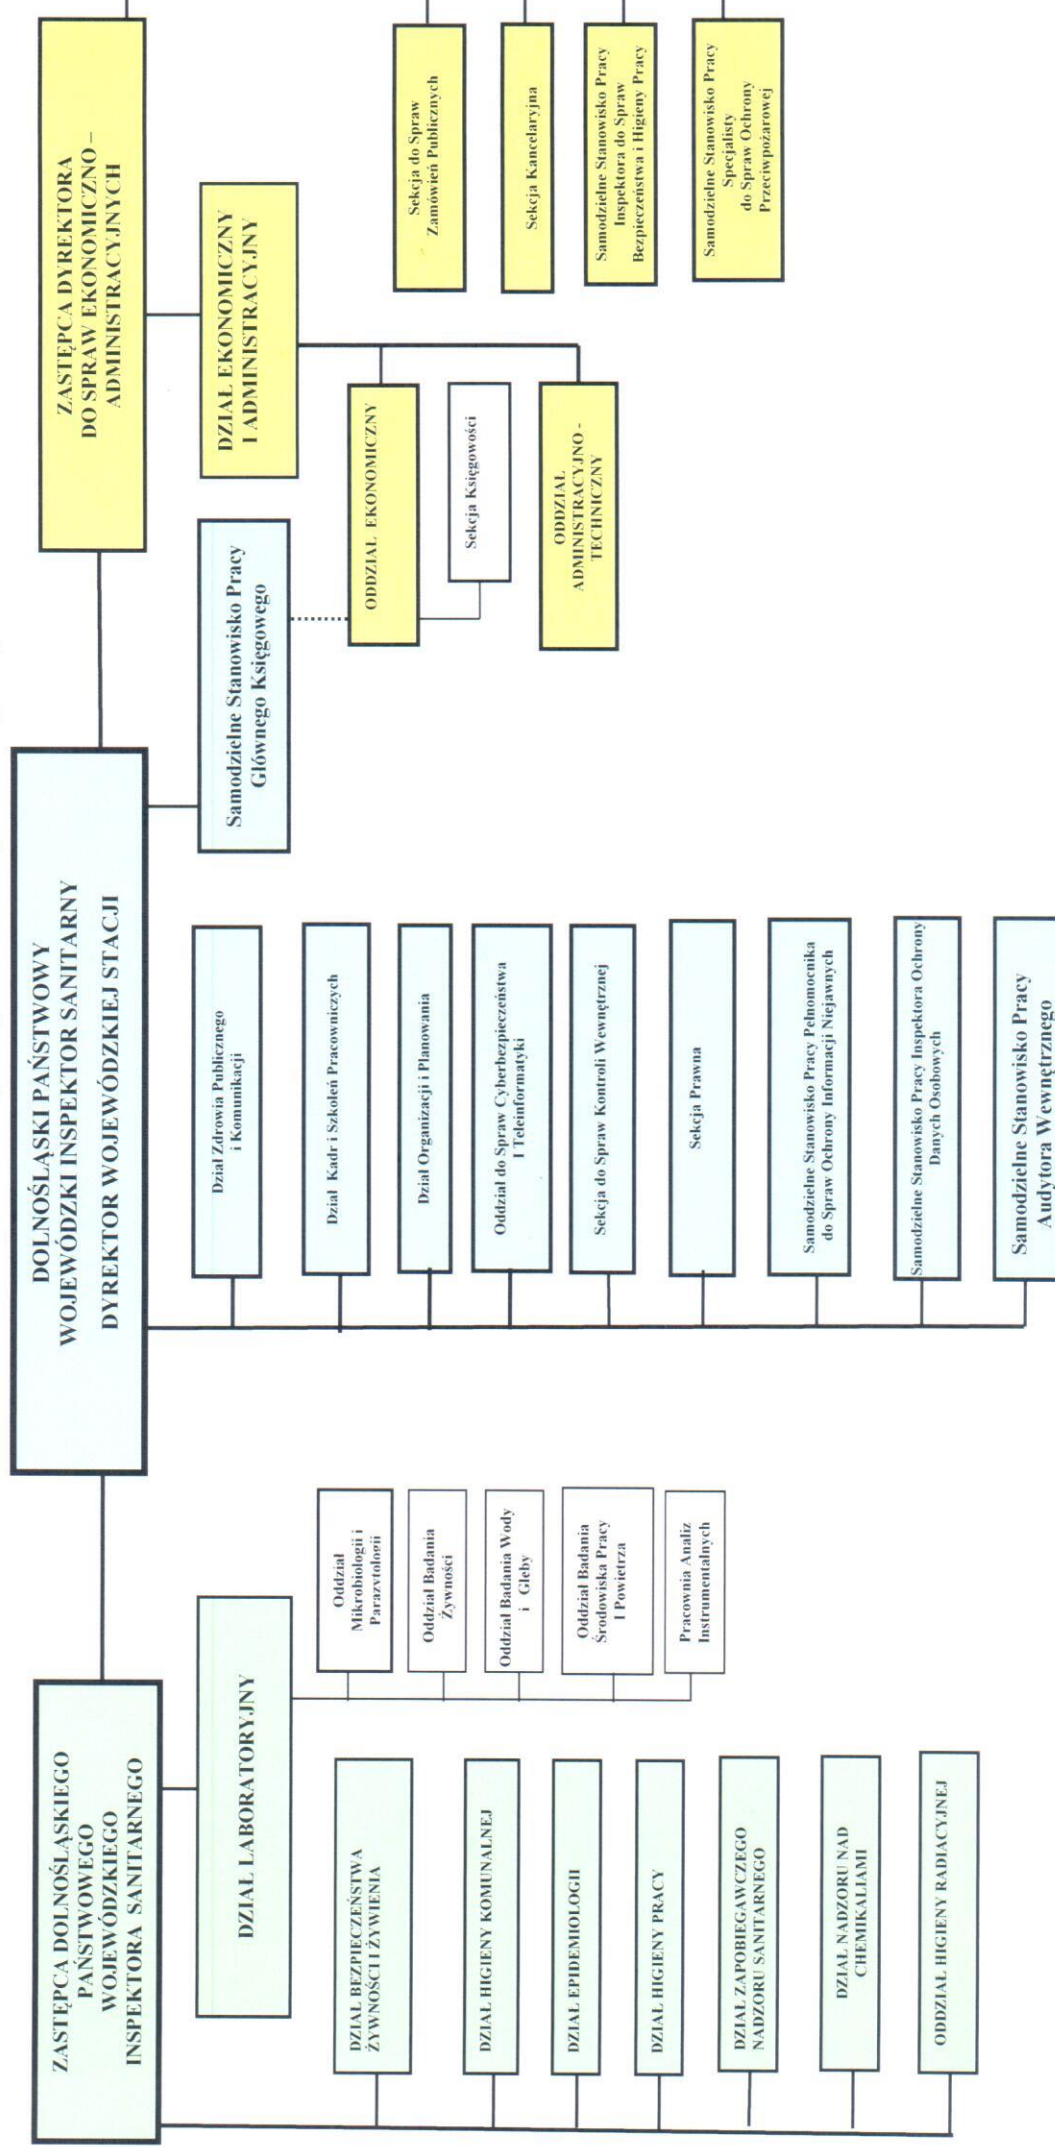 DOLNOŚLĄSKI PAŃSTWOWY
WOJEWÓDZKI INSPEKTOR SANITARNY
DYREKTOR WOJEWÓDZKIEJ STACJI
ZASTĘPCA DOLNOŚLĄSKIEGO
PAŃSTWOWEGO
WOJEWÓDZKIEGO
INSPEKTORA SANITARNEGO
DZIAŁ LABORATORYJNY
Oddział
Mikrobiologii i
Parazytologii
Oddział Badania
Żywności
Oddział Badania Wody
i Gleby
Oddział Badania
Środowiska Pracy
I Powietrza
Pracownia Analiz
Instrumentalnych
DZIAŁ BEZPIECZEŃSTWA
ŻYWNOŚCI I ŻYWIENIA
DZIAŁ HIGIENY KOMUNALNEJ
DZIAŁ EPIDEMIOLOGII
DZIAŁ HIGIENY PRACY
DZIAŁ ZAPOBIEGAWCZEGO
NADZORU SANITARNEGO
DZIAŁ NADZORU NAD
CHEMIKALIAMI
ODDZIAŁ HIGIENY RADIACYJNEJ
Dział Zdrowia Publicznego
i Komunikacji
Dział Kadr i Szkoleń Pracowniczych
Dział Organizacji i Planowania
Oddział do Spraw Cyberbezpieczeństwa
I Teleinformatyki
Sekcja do Spraw Kontroli Wewnętrznej
Sekcja Prawna
Samodzielne Stanowisko Pracy Pełnomocnika
do Spraw Ochrony Informacji Niejawnych
Samodzielne Stanowisko Pracy Inspektora Ochrony
Danych Osobowych
Samodzielne Stanowisko Pracy
Audytora Wewnętrznego
Samodzielne Stanowisko Pracy
Głównego Księgowego
ZASTĘPCA DYREKTORA
DO SPRAW EKONOMICZNO –
ADMINISTRACYJNYCH
DZIAŁ EKONOMICZNY
I ADMINISTRACYJNY
ODDZIAŁ EKONOMICZNY
Sekcja Księgowości
ODDZIAŁ
ADMINISTRACYJNO -
TECHNICZNY
Sekcja do Spraw
Zamówień Publicznych
Sekcja Kancelaryjna
Samodzielne Stanowisko Pracy
Inspektora do Spraw
Bezpieczeństwa i Higieny Pracy
Samodzielne Stanowisko Pracy
Specjalisty
do Spraw Ochrony
Przeciwpożarowej